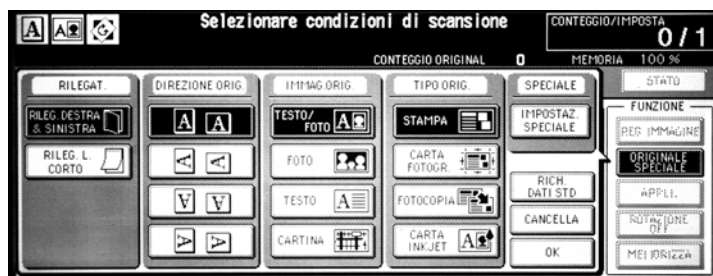 Selezionare condizioni di scansione
CONTEGGIO/IMPOSTA
0/1
CONTEGGIO ORIGINAL 0 MEMORIA 100 %
RILEGAT.
RILEG. DESTRA
& SINISTRA
RILEG. L.
CORTO
DIREZIONE ORIG.
IMMAG.ORIG.
TESTO/
FOTO
FOTO
TESTO
CARTINA
TIPO ORIG.
STAMPA
CARTA
FOTOGR.
FOTOCOPIA
CARTA
INKJET
SPECIALE
IMPOSTAZ.
SPECIALE
RICH.
DATI STD
CANCELLA
OK
STATO
FUNZIONE
REG IMMAGINE
ORIGINALE
SPECIALE
APPLI.
ROTAZIONE
OFF
MEMORIZZA